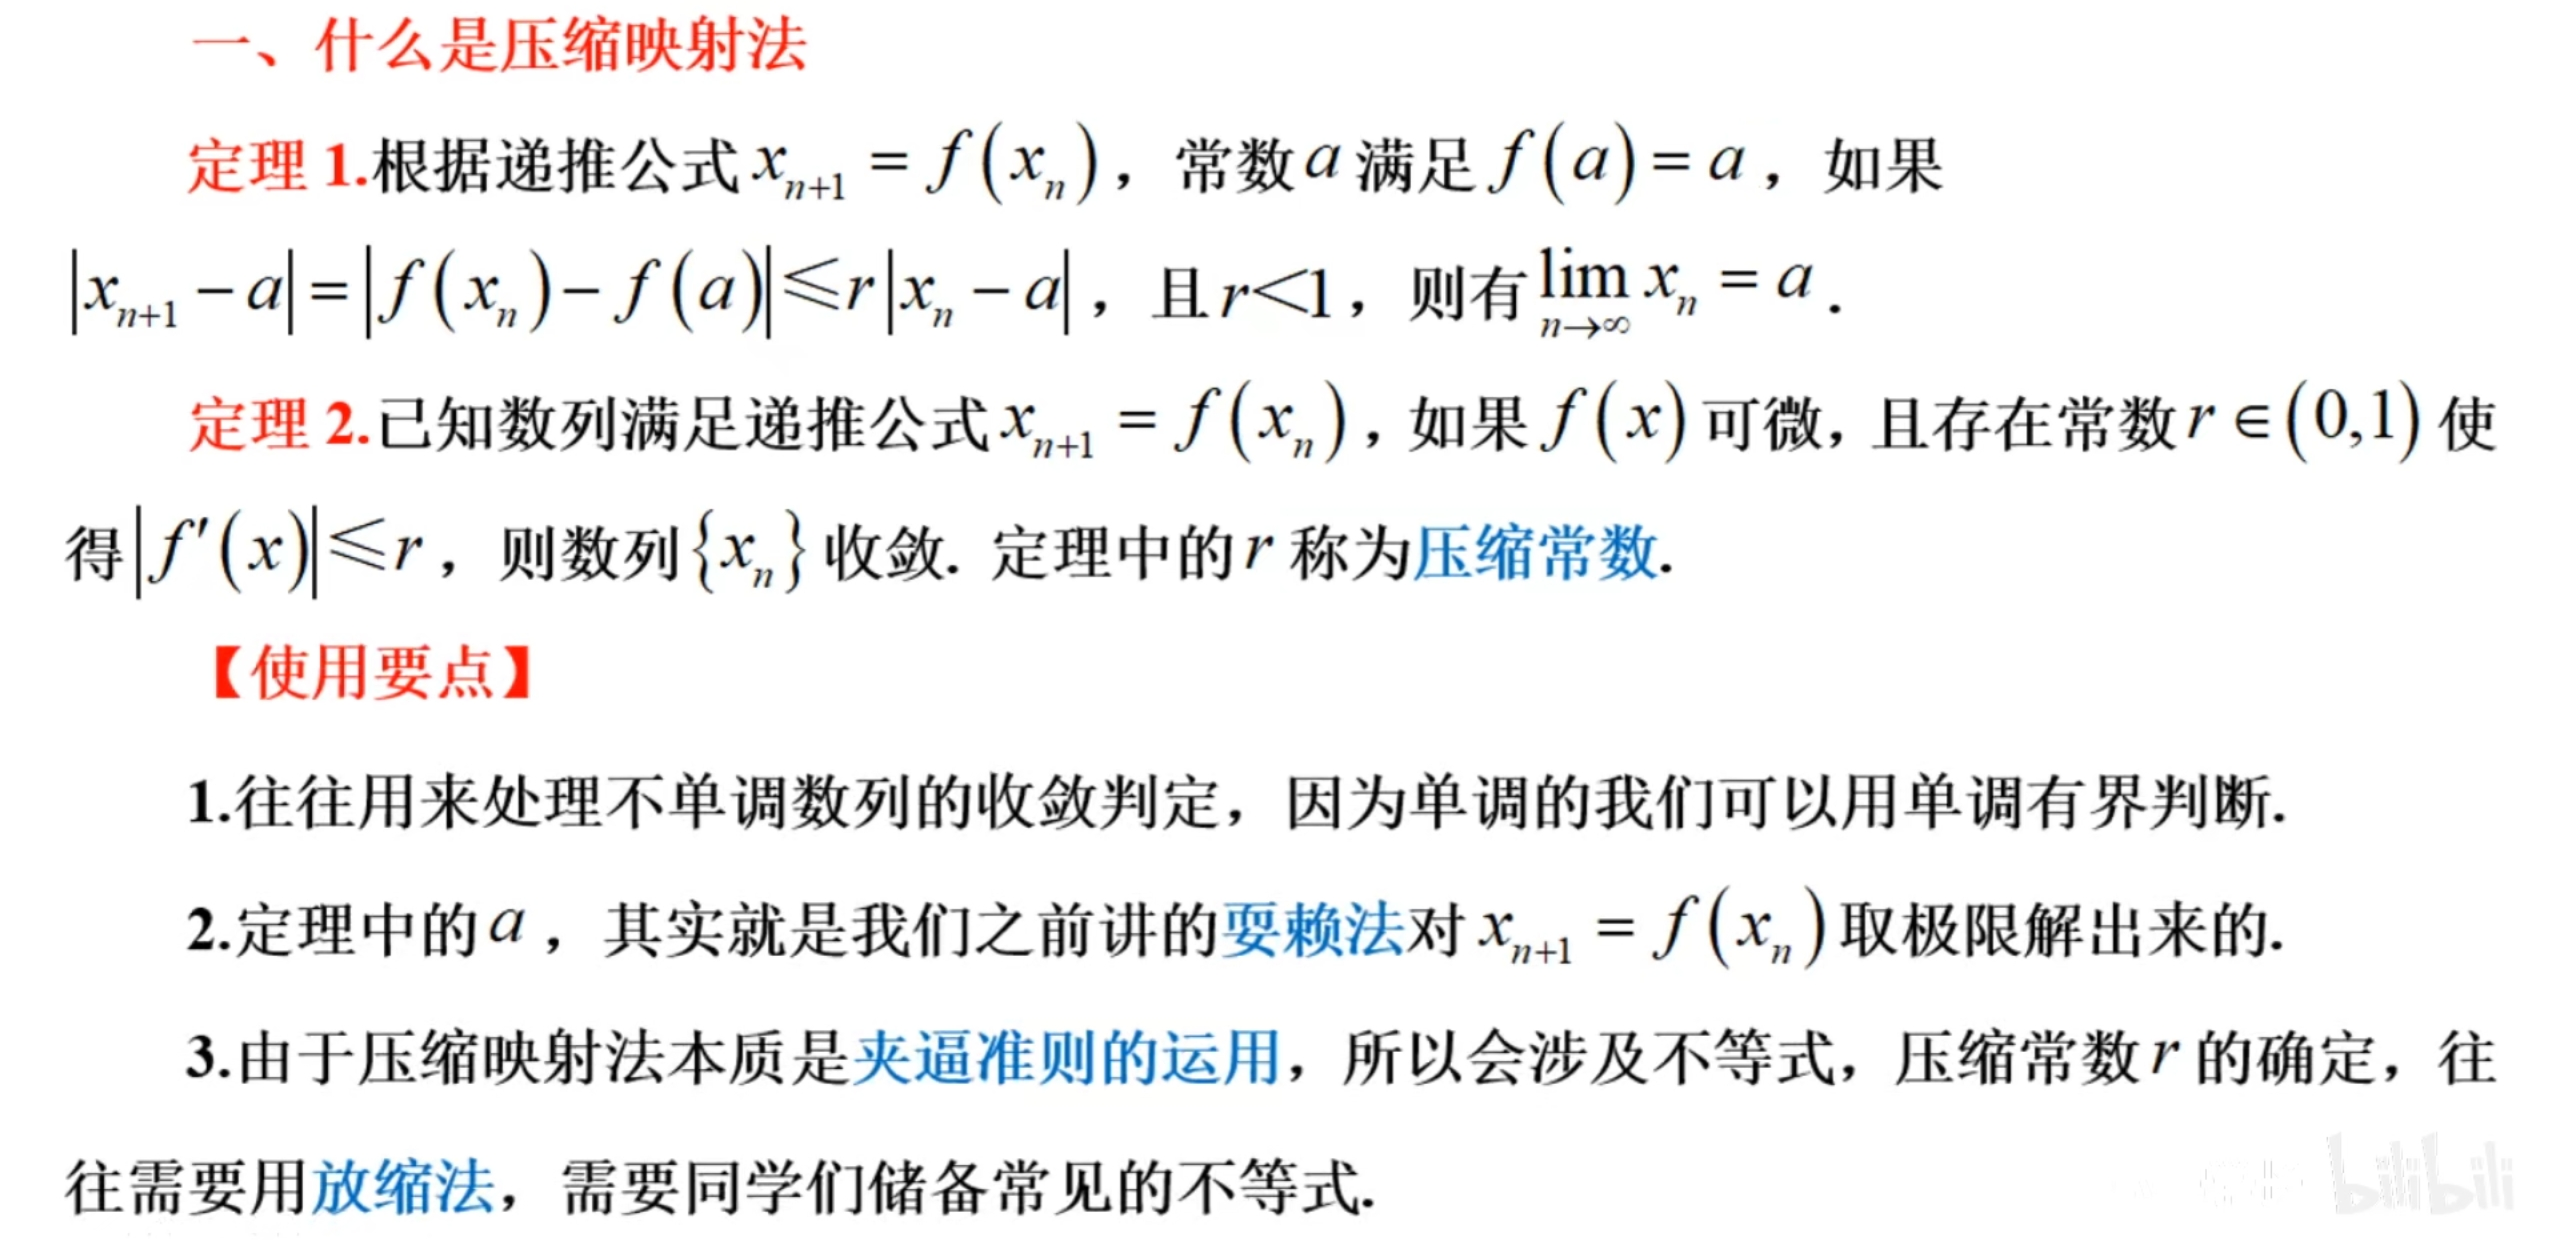 一、什么是压缩映射法
定理1.根据递推公式 x_{n+1} = f(x_n)，常数 a 满足 f(a) = a，如果
|x_{n+1} − a| = |f(x_n) − f(a)| ⩽ r|x_n − a|，且 r<1，则有 lim_{n→∞} x_n = a.
定理2.已知数列满足递推公式 x_{n+1} = f(x_n)，如果 f(x) 可微，且存在常数 r ∈ (0,1) 使
得 |f′(x)| ⩽ r，则数列 {x_n} 收敛. 定理中的 r 称为压缩常数.
【使用要点】
1.往往用来处理不单调数列的收敛判定，因为单调的我们可以用单调有界判断.
2.定理中的 a，其实就是我们之前讲的耍赖法对 x_{n+1} = f(x_n) 取极限解出来的.
3.由于压缩映射法本质是夹逼准则的运用，所以会涉及不等式，压缩常数 r 的确定，往
往需要用放缩法，需要同学们储备常见的不等式.
bilibili